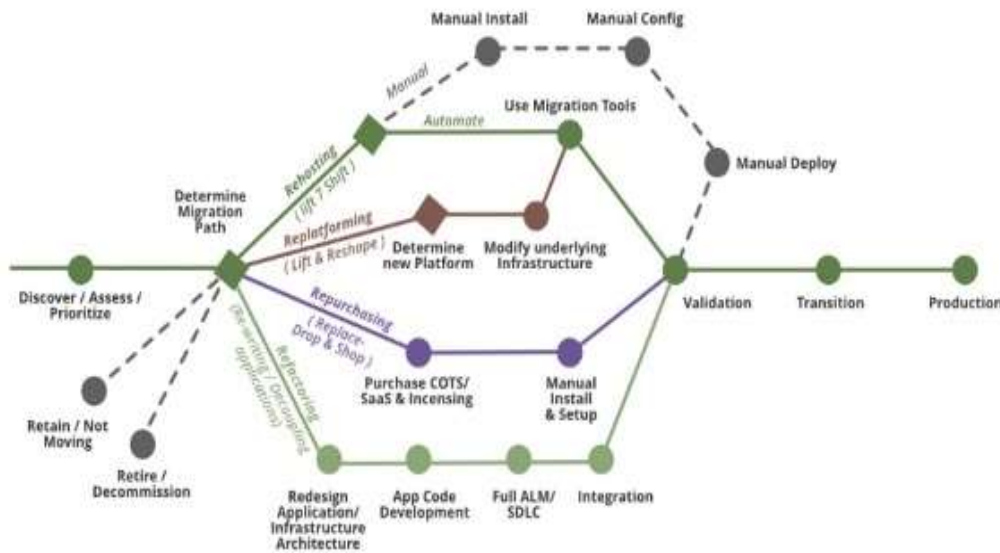 Manual Install
Manual Config
Manual
Use Migration Tools
Automate
Manual Deploy
Rehosting
( lift 7 Shift )
Determine
Migration
Path
Replatforming
( Lift & Reshape )
Determine
new Platform
Modify underlying
Infrastructure
Discover / Assess /
Prioritize
Validation
Transition
Production
Repurchasing
( Replace-
Drop & Shop )
Purchase COTS/
SaaS & Incensing
Manual
Install
& Setup
Refactoring
(Re-writing / Decoupling
applications)
Retain / Not
Moving
Retire /
Decommission
Redesign
Application/
Infrastructure
Architecture
App Code
Development
Full ALM/
SDLC
Integration